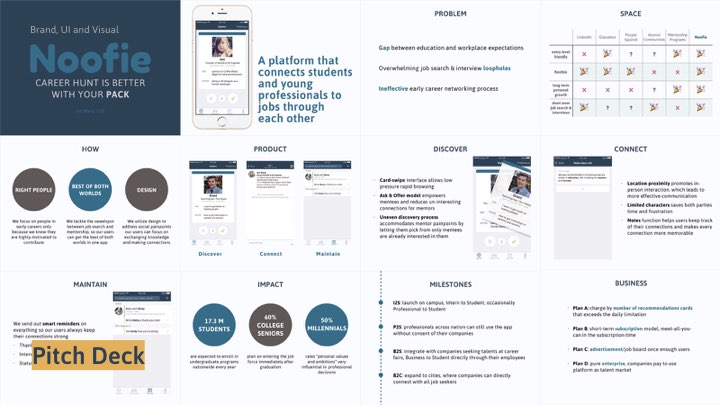 Brand, UI and Visual
Noofie
CAREER HUNT IS BETTER
WITH YOUR PACK
A platform that
connects students
and young
professionals to
jobs through
each other
PROBLEM
Gap between education and workplace expectations
Overwhelming job search & interview loopholes
Ineffective early career networking process
SPACE
LinkedIn
Glassdoor
People Grove
Alumni Communities
Mentorship Programs
Noofie
entry level friendly
flexible
long term personal growth
short term job search & interviews
HOW
RIGHT PEOPLE
BEST OF BOTH WORLDS
DESIGN
We focus on people in
early careers only
because we know they
are highly motivated to
contribute
We tackle the sweetspot
between job search and
mentorship, so our users
can get the best of both
worlds in one app
We utilize design to
address social painpoints
our users can focus on
exchanging knowledge
and making connections
PRODUCT
Discover
Connect
Maintain
DISCOVER
Card-swipe interface allows low
pressure rapid browsing
Ask & Offer model empowers
mentees and reduces un interesting
connections for mentors
Uneven discovery process
accommodates mentor painpoints by
letting them pick from only mentees
are already interested in them
CONNECT
Location proximity promotes in-
person interaction, which leads to
more effective communication
Limited characters saves both parties
time and frustration
Notes function helps users keep track
of their connections and makes every
connection more memorable
MAINTAIN
We send out smart reminders on
everything so our users always keep
their connections strong
Pitch Deck
IMPACT
17.3 M
STUDENTS
60%
COLLEGE
SENIORS
50%
MILLENNIALS
are expected to enroll in
undergraduate programs
nationwide every year
plan on entering the job
force immediately after
graduation
sales "personal values
and ambitions" very
influential in professional
decisions
MILESTONES
I2S: launch on campus, Intern to Student, occasionally
Professional to Student
P2S: professionals across nation can still use the app
without consent of their companies
B2S: integrate with companies seeking talents at career
fairs, Business to Student directly through their employees
B2C: expand to cities, where companies can directly
connect with all job seekers
BUSINESS
Plan A: charge by number of recommendations cards
that exceeds the daily limitation
Plan B: short-term subscription model, meet-all-you-
can in the subscription time
Plan C: advertisement/job board once enough users
Plan D: pure enterprise, companies pay to use
platform as talent market